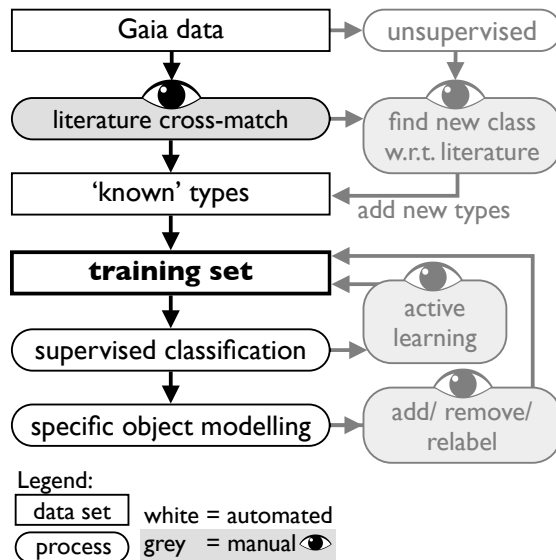 Gaia data
unsupervised
literature cross-match
find new class
w.r.t. literature
‘known’ types
add new types
training set
active
learning
supervised classification
specific object modelling
add/ remove/
relabel
Legend:
data set
white = automated
process
grey = manual